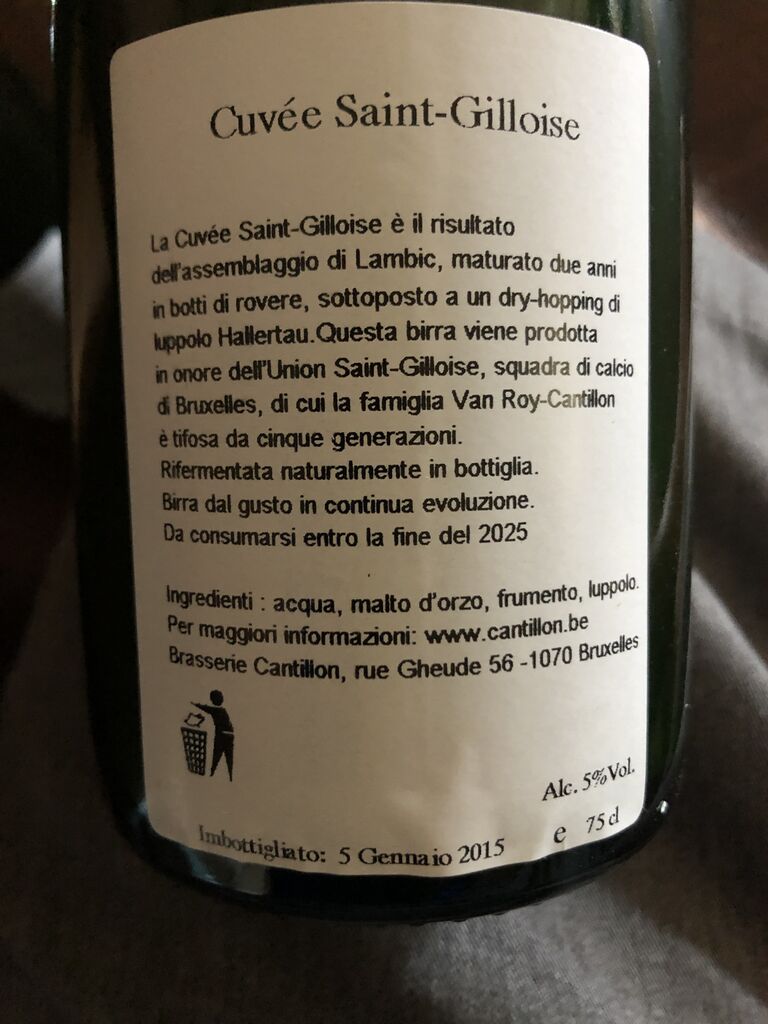 Cuvée Saint-Gilloise
La Cuvée Saint-Gilloise è il risultato
dell'assemblaggio di Lambic, maturato due anni
in botti di rovere, sottoposto a un dry-hopping di
luppolo Hallertau.Questa birra viene prodotta
in onore dell'Union Saint-Gilloise, squadra di calcio
di Bruxelles, di cui la famiglia Van Roy-Cantillon
è tifosa da cinque generazioni.
Rifermentata naturalmente in bottiglia.
Birra dal gusto in continua evoluzione.
Da consumarsi entro la fine del 2025
Ingredienti : acqua, malto d'orzo, frumento, luppolo.
Per maggiori informazioni: www.cantillon.be
Brasserie Cantillon, rue Gheude 56 -1070 Bruxelles
Alc. 5%Vol.
Imbottigliato: 5 Gennaio 2015 e 75 cl